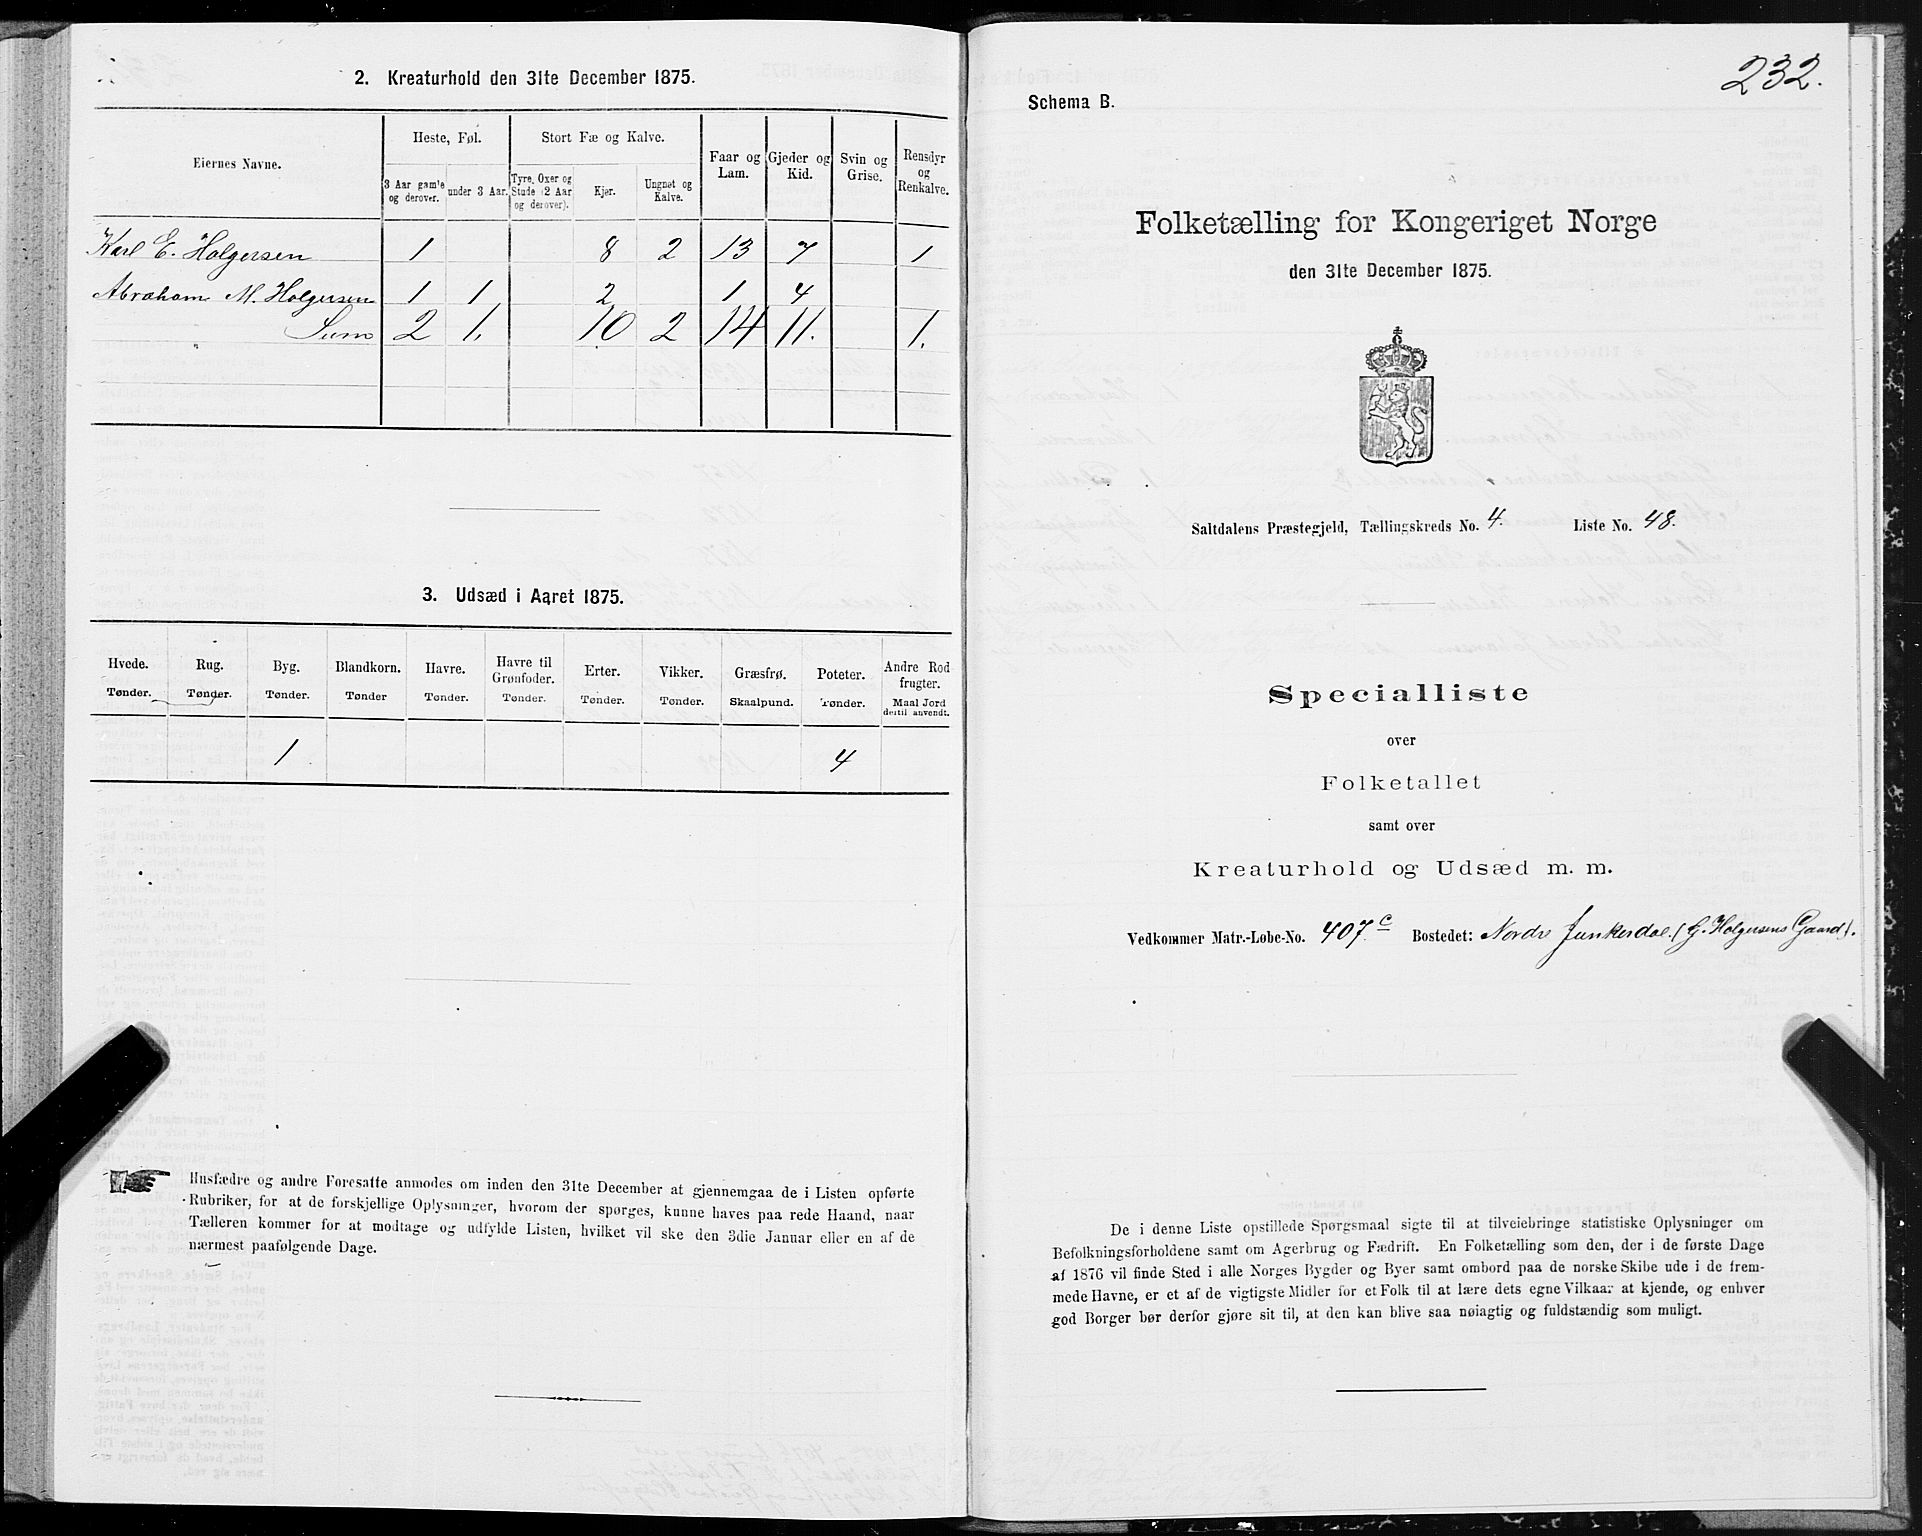 2. Kreaturhold den 31te December 1875.
Eiernes Navne.
Heste, Føl.
Stort Fæ og Kalve.
Faar og Lam.
Gjeder og Kid.
Svin og Grise.
Rensdyr og Renkalve.
3 Aar gam'e og derover.
under 3 Aar.
Tyre, Oxer og Stude (2 Aar og derover).
Kjør.
Ungnøt og Kalve.
Karl E. Holgersen 1 8 2 13 7 1
Abraham M. Holgersen 1 1 2 1 4
Sum 2 1. 10 2 14 11. 1.
3. Udsæd i Aaret 1875.
Hvede. Rug. Byg. Blandkorn. Havre. Havre til Grønfoder. Erter. Vikker. Græsfrø. Poteter. Andre Rodfrugter.
Tønder. Tønder. Tønder. Tønder Tønder. Tønder. Tønder. Tønder. Skaalpund. Tønder. Maal Jord dertil anvendt.
1 4
Husfædre og andre Foresatte anmodes om inden den 31te December at gjennemgaa de i Listen opførte
Rubriker, for at de forskjellige Oplysninger, hvorom der spørges, kunne haves paa rede Haand, naar
Tælleren kommer for at modtage og udfylde Listen, hvilket vil ske den 3die Januar eller en af de
nærmest paafølgende Dage.
232.
Schema B.
Folketælling for Kongeriget Norge
den 31te December 1875.
Saltdalens Præstegjeld, Tællingskreds No. 4. Liste No. 48.
Specialliste
over
Folketallet
samt over
Kreaturhold og Udsæd m. m.
Vedkommer Matr.-Løbe-No. 407c Bostedet: Nordre Junkerdal. (G. Holgersens Gaard).
De i denne Liste opstillede Spørgsmaal sigte til at tilveiebringe statistiske Oplysninger om
Befolkningsforholdene samt om Agerbrug og Fædrift. En Folketælling som den, der i de første Dage
af 1876 vil finde Sted i alle Norges Bygder og Byer samt ombord paa de norske Skibe ude i de frem-
mede Havne, er et af de vigtigste Midler for et Folk til at lære dets egne Vilkaar at kjende, og enhver
god Borger bør derfor gjøre sit til, at den kan blive saa nøiagtig og fuldstændig som muligt.